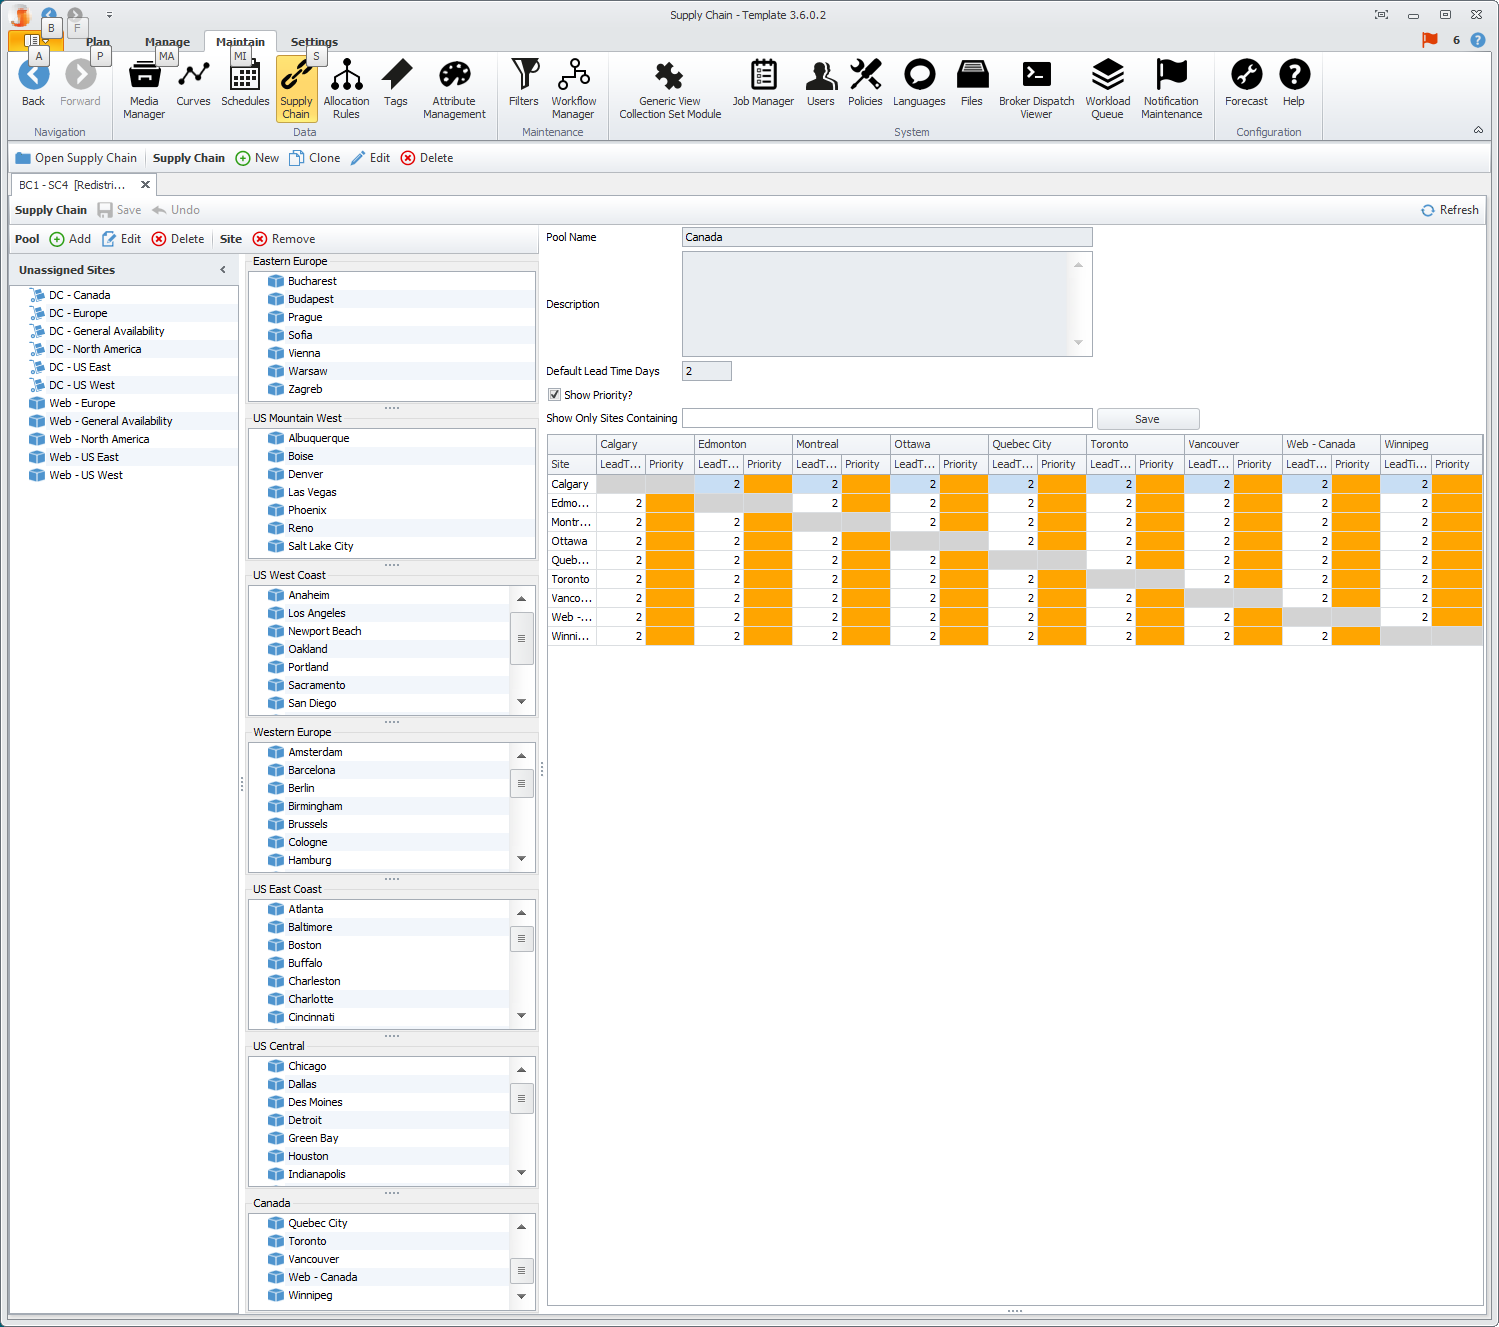 Supply Chain - Template 3.6.0.2
B F
Plan Manage Maintain Settings 6
A P MA MI S
Back Forward Media Manager Curves Schedules Supply Chain Allocation Rules Tags Attribute Management Filters Workflow Manager Generic View Collection Set Module Job Manager Users Policies Languages Files Broker Dispatch Viewer Workload Queue Notification Maintenance Forecast Help
Navigation Data Maintenance System Configuration
Open Supply Chain Supply Chain New Clone Edit Delete
BC1 - SC4 [Redistri...
Supply Chain Save Undo Refresh
Pool Add Edit Delete Site Remove
Unassigned Sites
DC - Canada
DC - Europe
DC - General Availability
DC - North America
DC - US East
DC - US West
Web - Europe
Web - General Availability
Web - North America
Web - US East
Web - US West
Eastern Europe
Bucharest
Budapest
Prague
Sofia
Vienna
Warsaw
Zagreb
US Mountain West
Albuquerque
Boise
Denver
Las Vegas
Phoenix
Reno
Salt Lake City
US West Coast
Anaheim
Los Angeles
Newport Beach
Oakland
Portland
Sacramento
San Diego
Western Europe
Amsterdam
Barcelona
Berlin
Birmingham
Brussels
Cologne
Hamburg
US East Coast
Atlanta
Baltimore
Boston
Buffalo
Charleston
Charlotte
Cincinnati
US Central
Chicago
Dallas
Des Moines
Detroit
Green Bay
Houston
Indianapolis
Canada
Quebec City
Toronto
Vancouver
Web - Canada
Winnipeg
Pool Name Canada
Description
Default Lead Time Days 2
Show Priority?
Show Only Sites Containing Save
Calgary Edmonton Montreal Ottawa Quebec City Toronto Vancouver Web - Canada Winnipeg
Site LeadT... Priority LeadT... Priority LeadT... Priority LeadT... Priority LeadT... Priority LeadT... Priority LeadT... Priority LeadT... Priority LeadTi... Priority
Calgary 2 2 2 2 2 2 2 2
Edmo... 2 2 2 2 2 2 2 2
Montr... 2 2 2 2 2 2 2 2
Ottawa 2 2 2 2 2 2 2 2
Queb... 2 2 2 2 2 2 2 2
Toronto 2 2 2 2 2 2 2 2
Vanco... 2 2 2 2 2 2 2 2
Web -... 2 2 2 2 2 2 2 2
Winni... 2 2 2 2 2 2 2 2